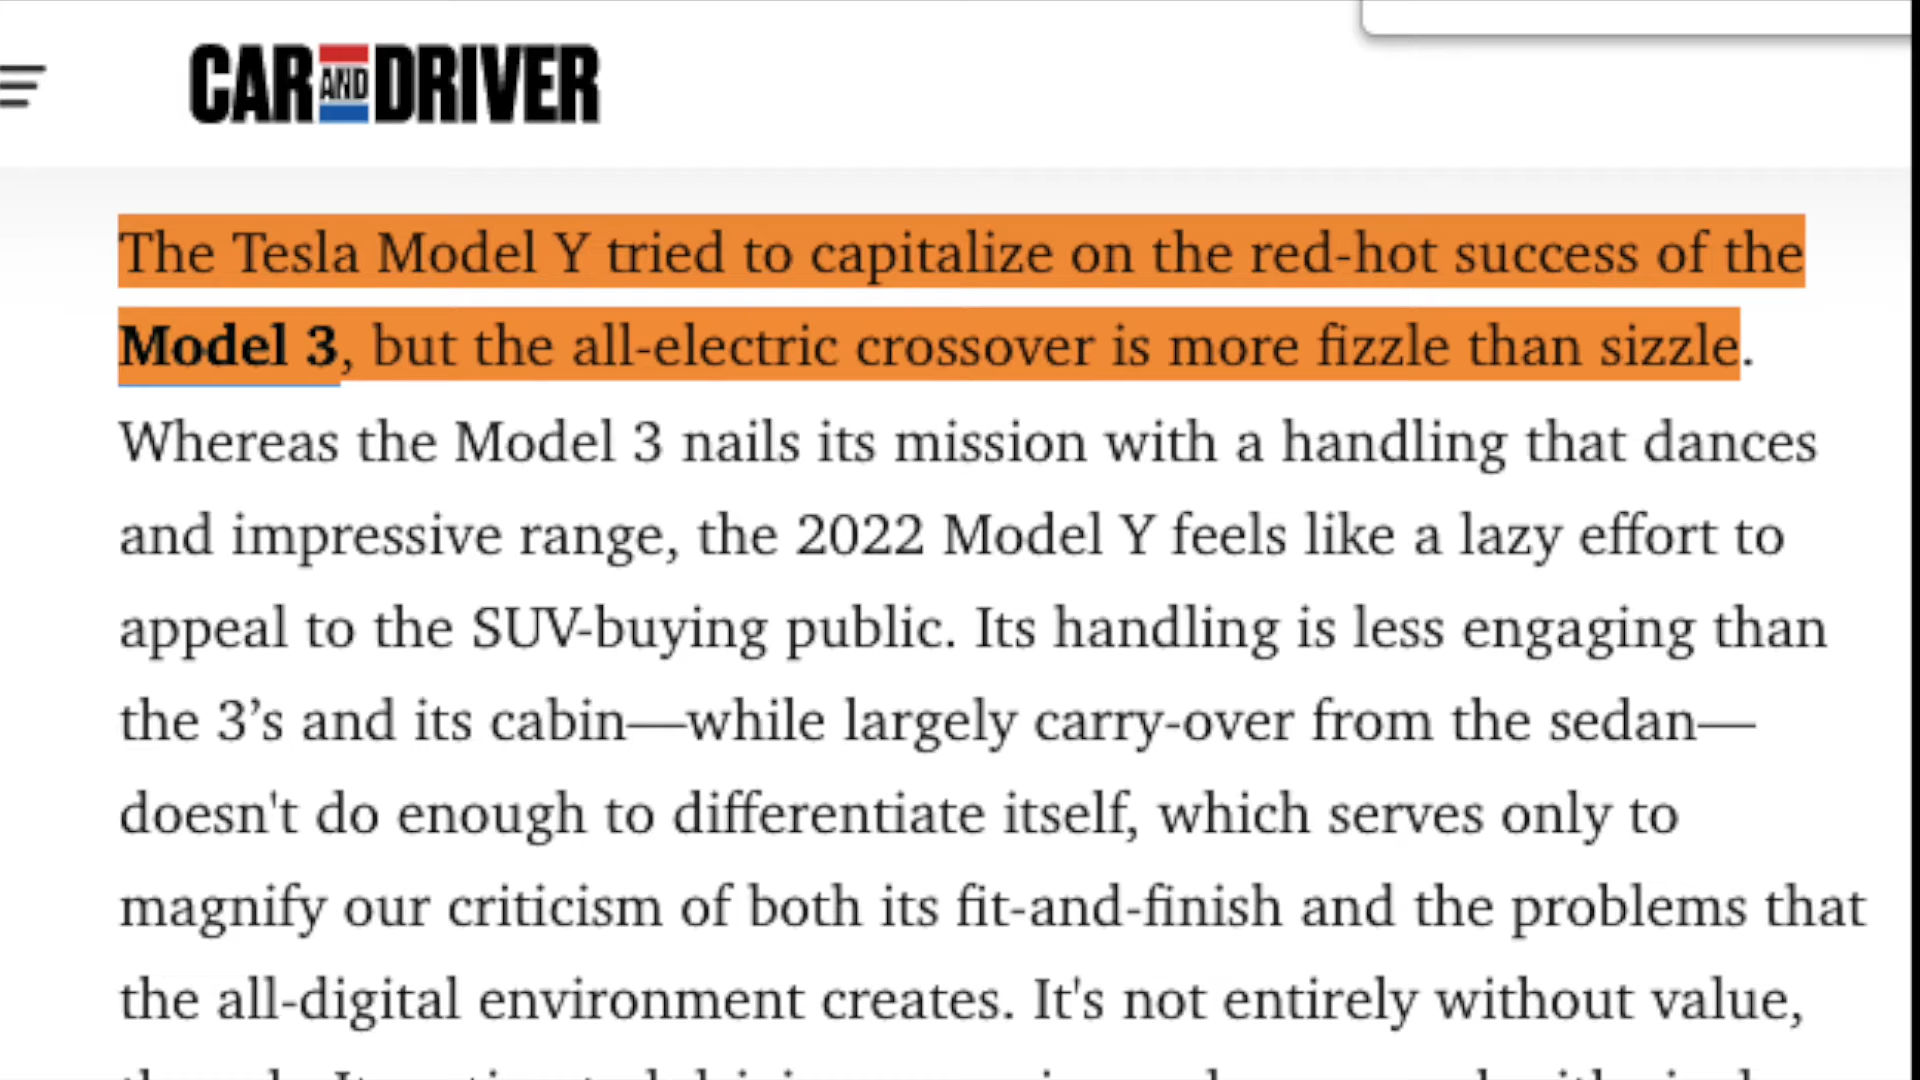 CAR AND DRIVER
The Tesla Model Y tried to capitalize on the red-hot success of the
Model 3, but the all-electric crossover is more fizzle than sizzle.
Whereas the Model 3 nails its mission with a handling that dances
and impressive range, the 2022 Model Y feels like a lazy effort to
appeal to the SUV-buying public. Its handling is less engaging than
the 3’s and its cabin—while largely carry-over from the sedan—
doesn't do enough to differentiate itself, which serves only to
magnify our criticism of both its fit-and-finish and the problems that
the all-digital environment creates. It's not entirely without value,